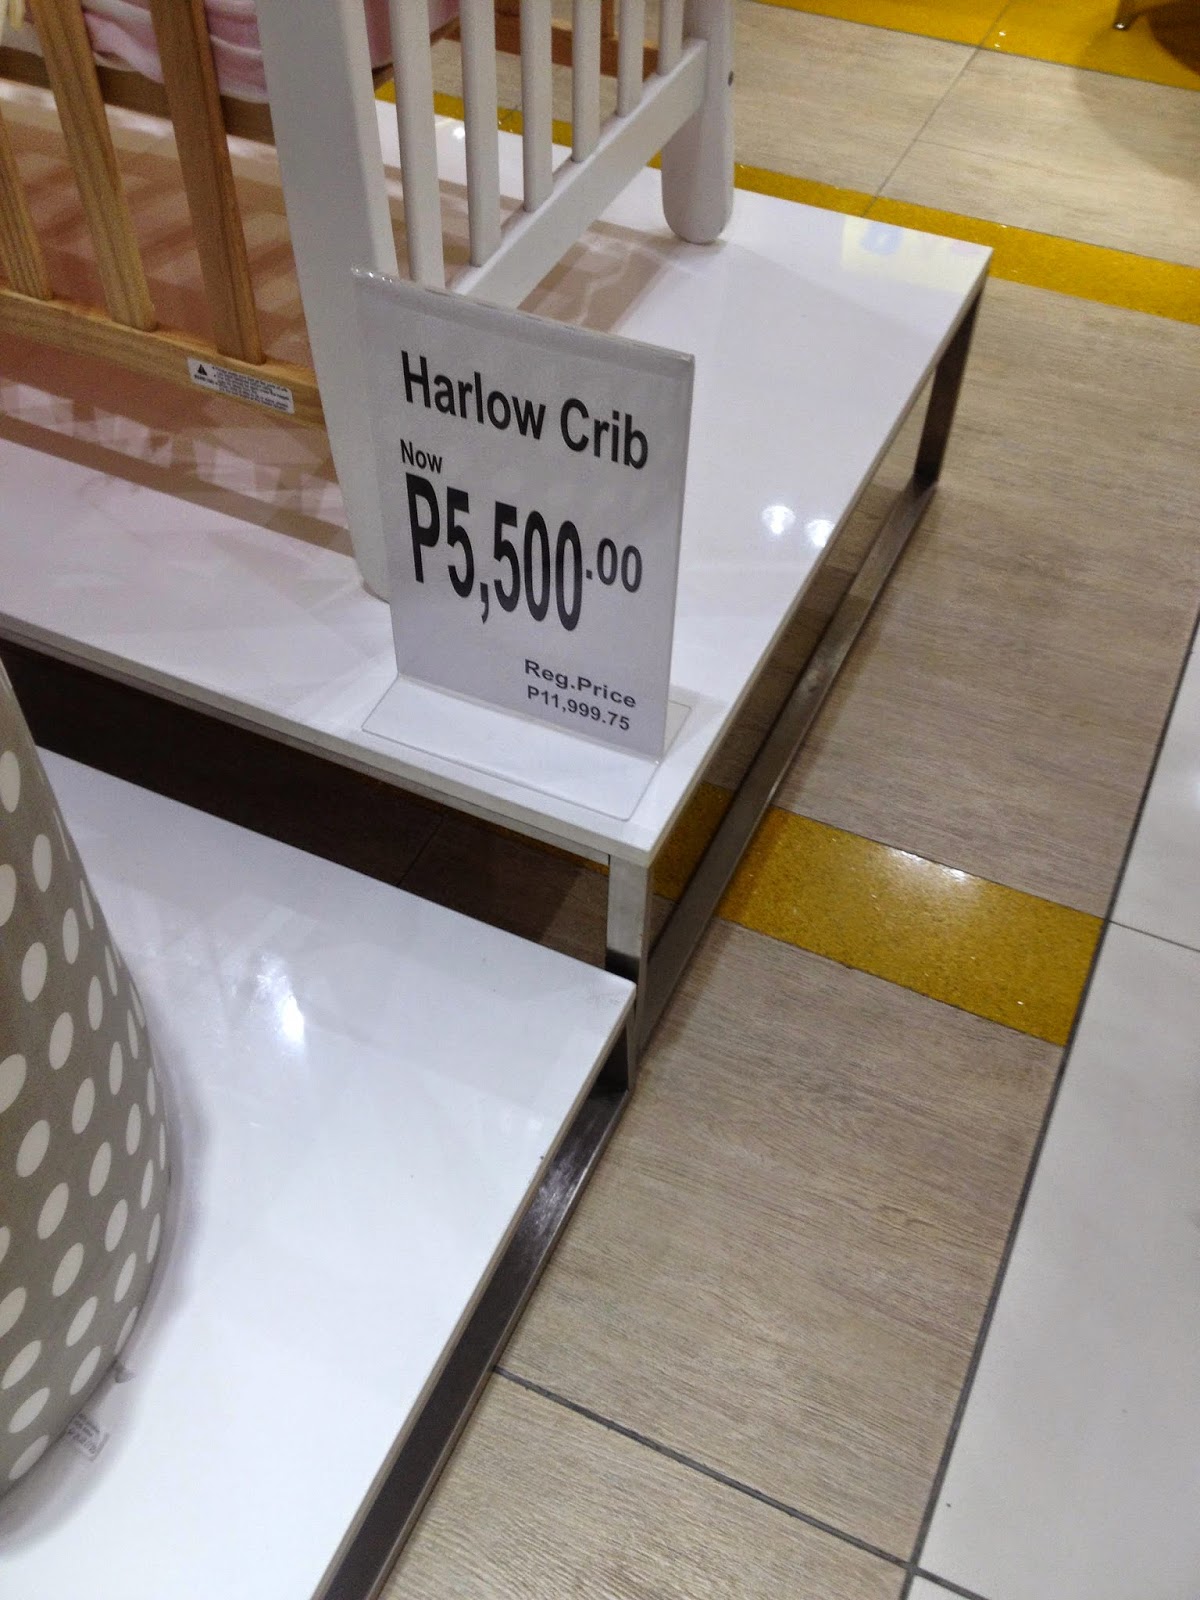 Harlow Crib
Now
P5,500.00
Reg.Price
P11,999.75